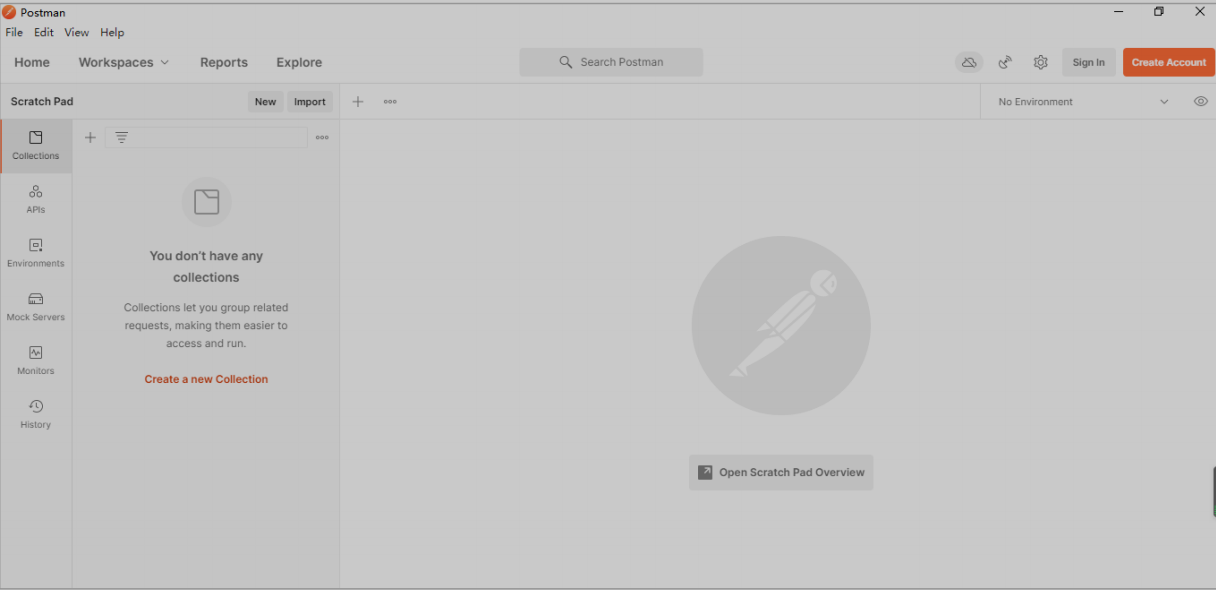 Postman
File Edit View Help
Home Workspaces Reports Explore Search Postman Sign In Create Account
Scratch Pad New Import No Environment
Collections
APIs
Environments
Mock Servers
Monitors
History
You don't have any
collections
Collections let you group related
requests, making them easier to
access and run.
Create a new Collection
Open Scratch Pad Overview